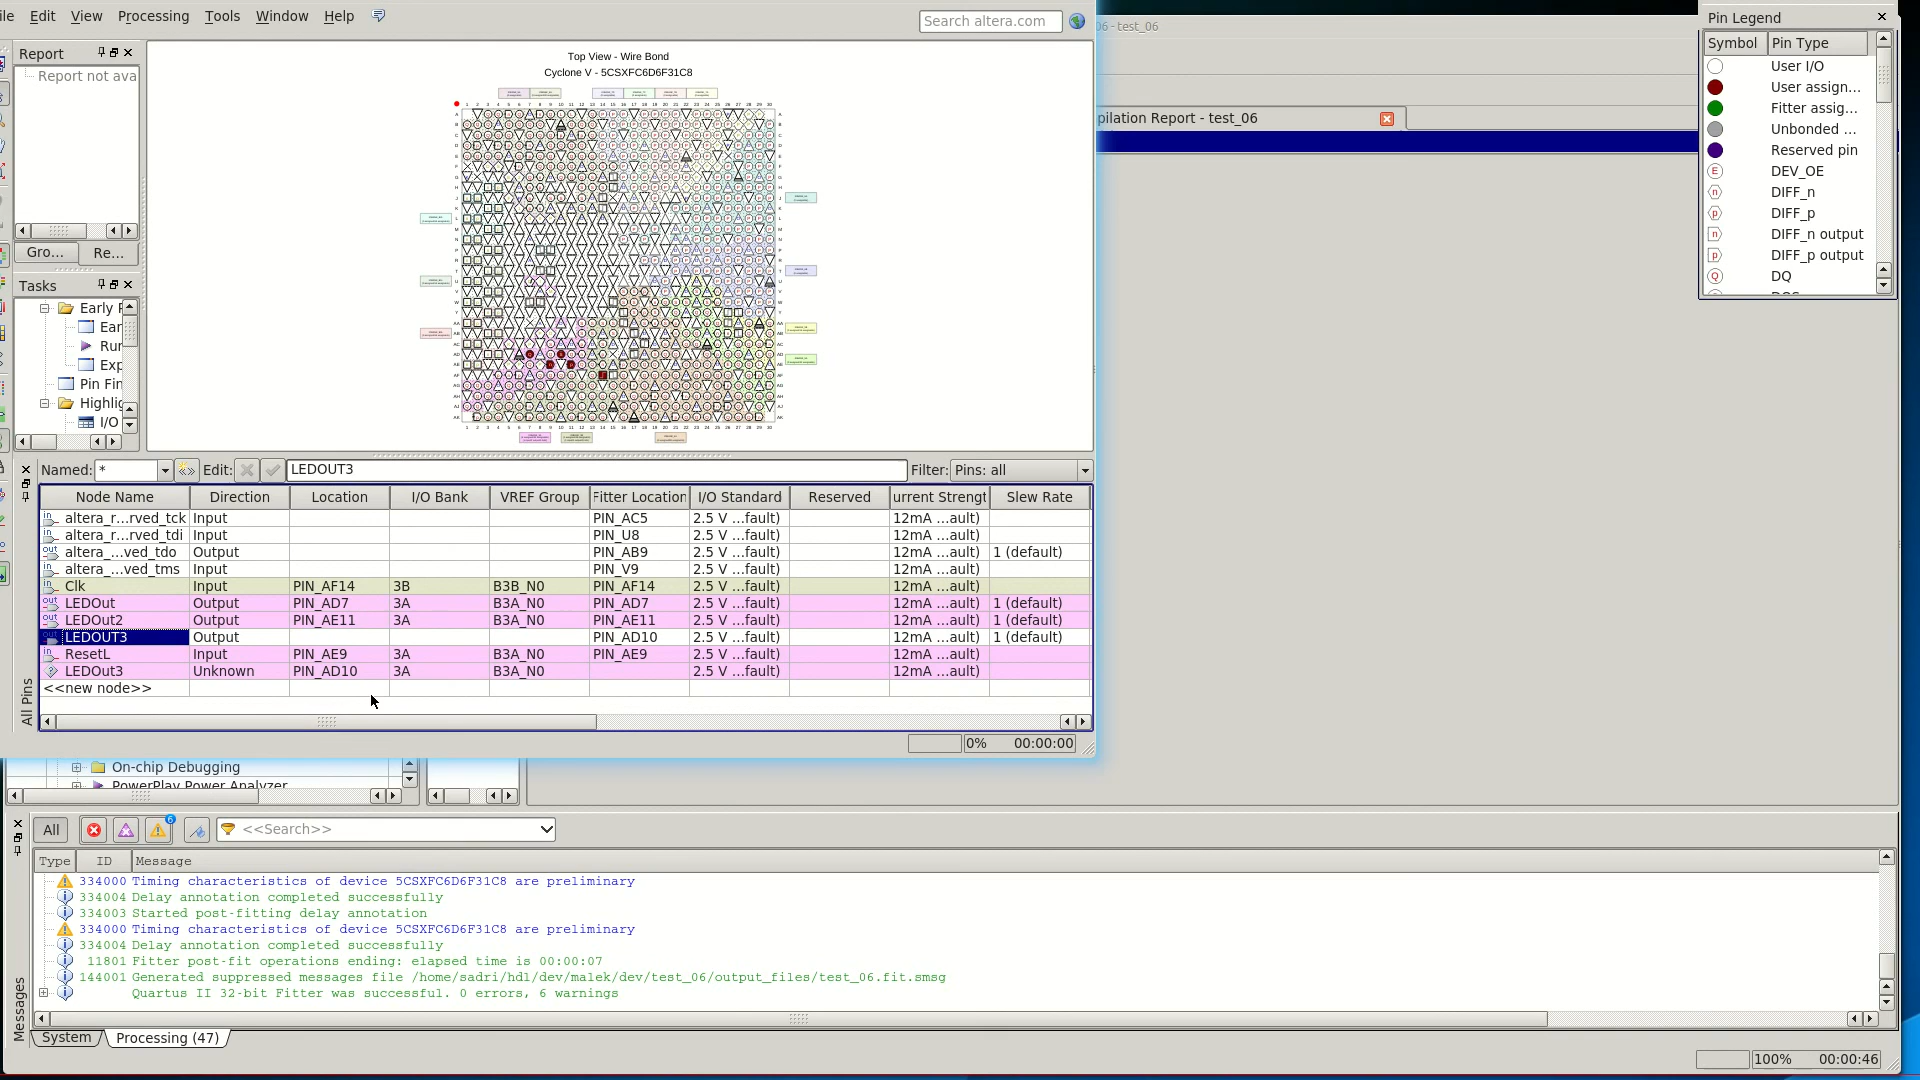 ile Edit View Processing Tools Window Help
Search altera.com
06 - test_06
Pin Legend
Symbol Pin Type
User I/O
User assign...
Fitter assig...
Unbonded ...
Reserved pin
E DEV_OE
n DIFF_n
p DIFF_p
n DIFF_n output
p DIFF_p output
Q DQ
Report
Report not ava
Gro... Re...
Tasks
Early F
Ear
Rur
Exp
Pin Fin
Highlig
I/O
Top View - Wire Bond
Cyclone V - 5CSXFC6D6F31C8
pilation Report - test_06
Named: * Edit: LEDOUT3 Filter: Pins: all
Node Name Direction Location I/O Bank VREF Group Fitter Location I/O Standard Reserved urrent Strengt Slew Rate
altera_r...rved_tck Input PIN_AC5 2.5 V ...fault) 12mA ...ault)
altera_r...rved_tdi Input PIN_U8 2.5 V ...fault) 12mA ...ault)
altera_...ved_tdo Output PIN_AB9 2.5 V ...fault) 12mA ...ault) 1 (default)
altera_...ved_tms Input PIN_V9 2.5 V ...fault) 12mA ...ault)
Clk Input PIN_AF14 3B B3B_N0 PIN_AF14 2.5 V ...fault) 12mA ...ault)
LEDOut Output PIN_AD7 3A B3A_N0 PIN_AD7 2.5 V ...fault) 12mA ...ault) 1 (default)
LEDOut2 Output PIN_AE11 3A B3A_N0 PIN_AE11 2.5 V ...fault) 12mA ...ault) 1 (default)
LEDOUT3 Output PIN_AD10 2.5 V ...fault) 12mA ...ault) 1 (default)
ResetL Input PIN_AE9 3A B3A_N0 PIN_AE9 2.5 V ...fault) 12mA ...ault)
LEDOut3 Unknown PIN_AD10 3A B3A_N0 2.5 V ...fault) 12mA ...ault)
<<new node>>
All Pins
0% 00:00:00
On-chip Debugging
PowerPlay Power Analyzer
All 6 <<Search>>
Type ID Message
334000 Timing characteristics of device 5CSXFC6D6F31C8 are preliminary
334004 Delay annotation completed successfully
334003 Started post-fitting delay annotation
334000 Timing characteristics of device 5CSXFC6D6F31C8 are preliminary
334004 Delay annotation completed successfully
11801 Fitter post-fit operations ending: elapsed time is 00:00:07
144001 Generated suppressed messages file /home/sadri/hdl/dev/malek/dev/test_06/output_files/test_06.fit.smsg
Quartus II 32-bit Fitter was successful. 0 errors, 6 warnings
Messages
System Processing (47)
100% 00:00:46